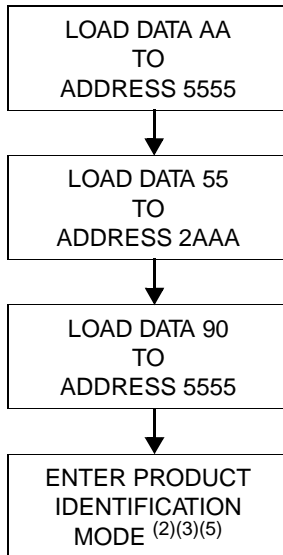 LOAD DATA AA
TO
ADDRESS 5555
LOAD DATA 55
TO
ADDRESS 2AAA
LOAD DATA 90
TO
ADDRESS 5555
ENTER PRODUCT
IDENTIFICATION
MODE (2)(3)(5)